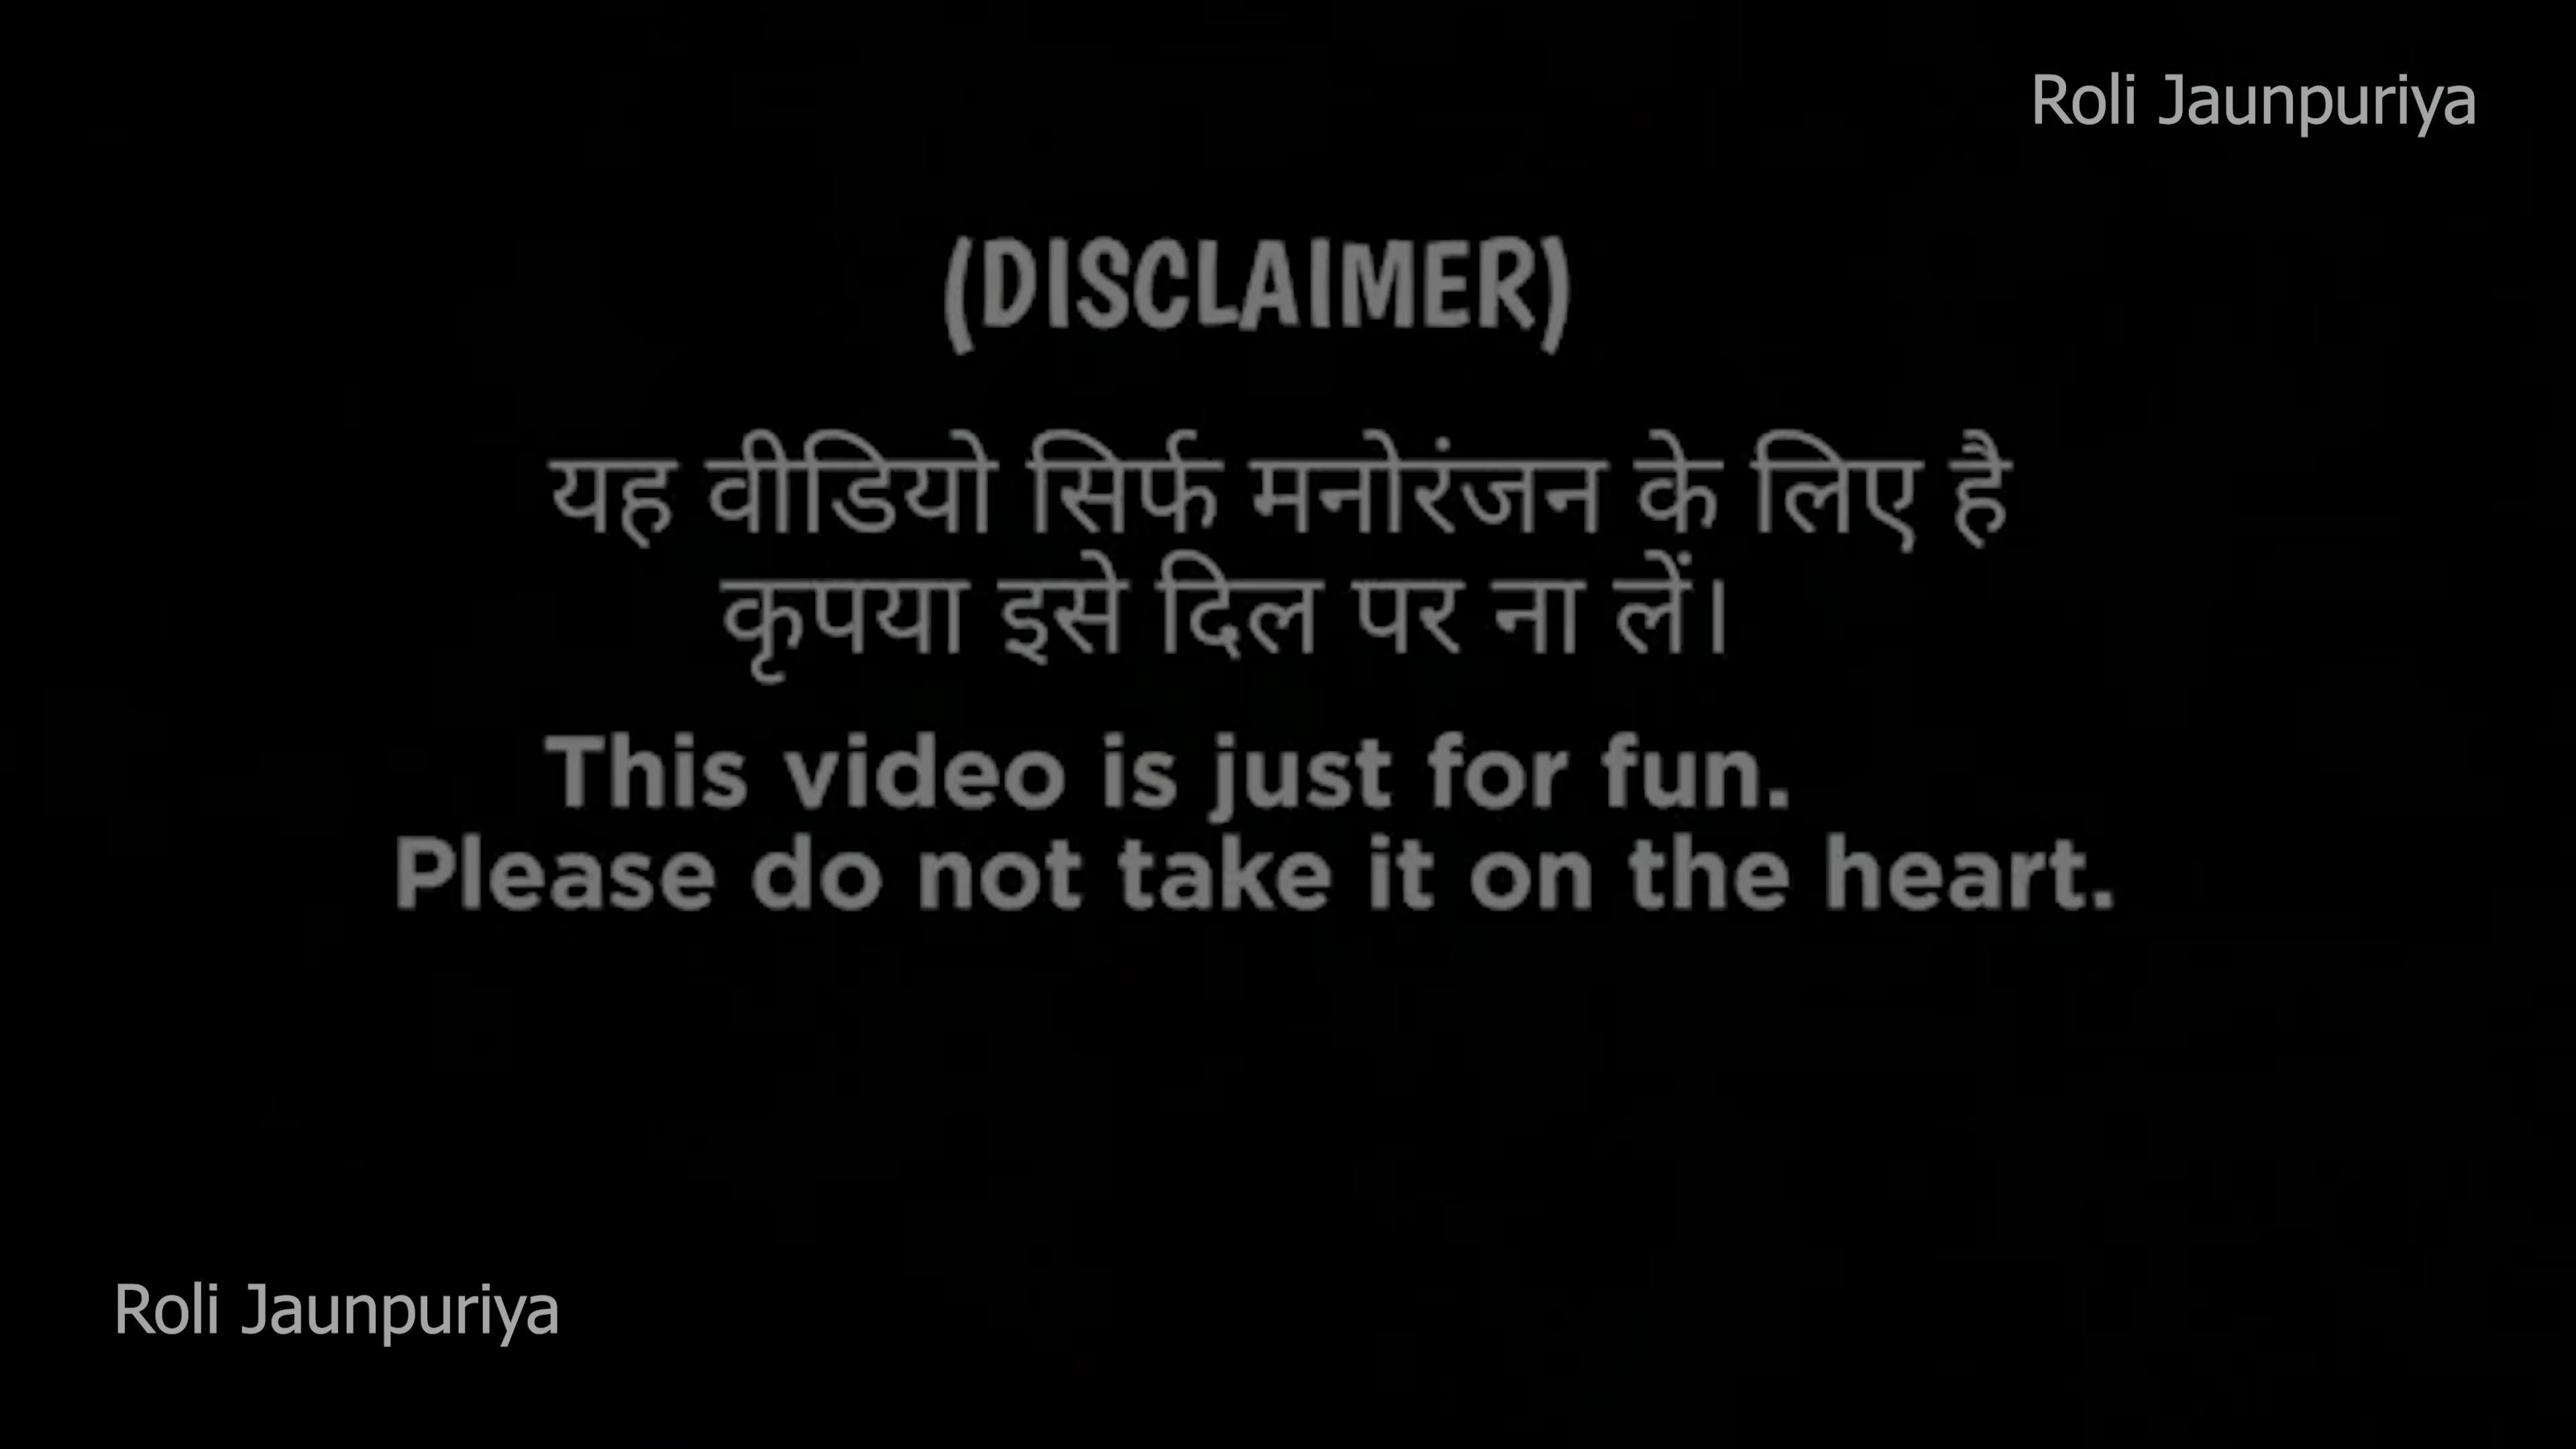 Roli Jaunpuriya
(DISCLAIMER)
यह वीडियो सिर्फ मनोरंजन के लिए है
कृपया इसे दिल पर ना लें।
This video is just for fun.
Please do not take it on the heart.
Roli Jaunpuriya